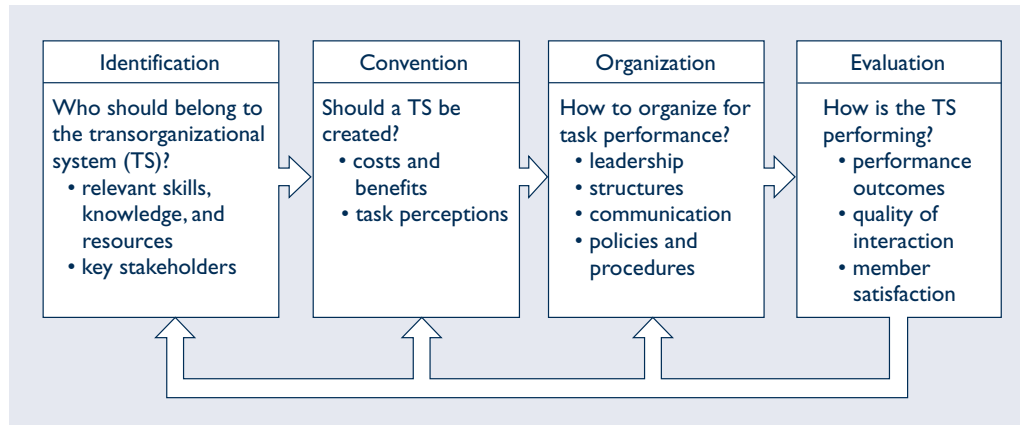 Identification
Who should belong to
the transorganizational
system (TS)?
• relevant skills,
knowledge, and
resources
• key stakeholders
Convention
Should a TS be
created?
• costs and
benefits
• task perceptions
Organization
How to organize for
task performance?
• leadership
• structures
• communication
• policies and
procedures
Evaluation
How is the TS
performing?
• performance
outcomes
• quality of
interaction
• member
satisfaction